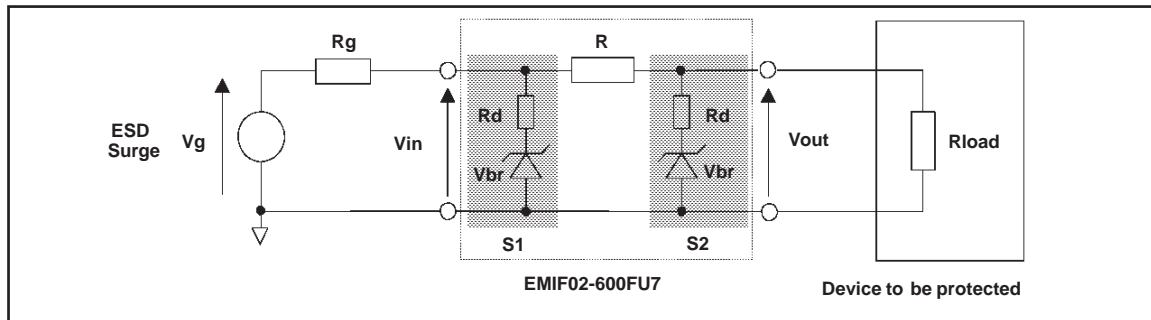 Rg
R
Rd
Rd
ESD
Surge
Vg
Vin
Vout
Rload
Vbr
Vbr
S1
S2
EMIF02-600FU7
Device to be protected